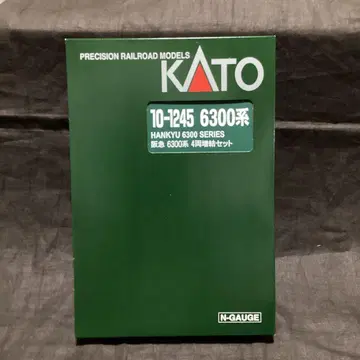 PRECISION RAILROAD MODELS
KATO
10-1245 6300系
HANKYU 6300 SERIES
阪急 6300系 4両増結セット
N-GAUGE